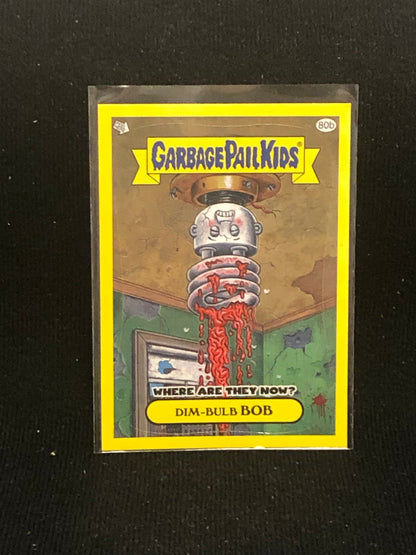 80b
GARBAGE PAIL KIDS®
WHERE ARE THEY NOW?
DIM-BULB BOB